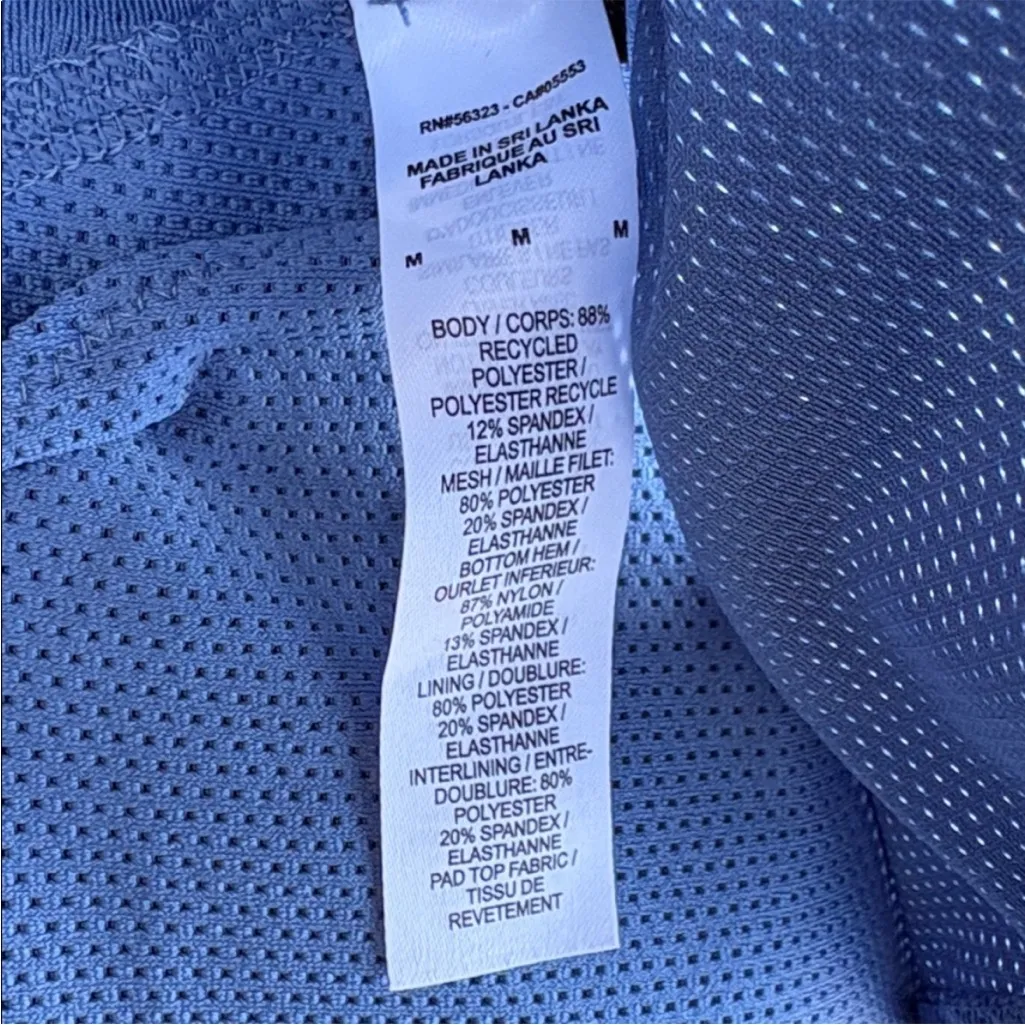 RN#56323 - CA#05553
MADE IN SRI LANKA
FABRIQUE AU SRI
LANKA
M M M
BODY / CORPS: 88%
RECYCLED
POLYESTER /
POLYESTER RECYCLE
12% SPANDEX /
ELASTHANNE
MESH / MAILLE FILET:
80% POLYESTER
20% SPANDEX /
ELASTHANNE
BOTTOM HEM /
OURLET INFERIEUR:
87% NYLON /
POLYAMIDE
13% SPANDEX /
ELASTHANNE
LINING / DOUBLURE:
80% POLYESTER
20% SPANDEX /
ELASTHANNE
INTERLINING / ENTRE-
DOUBLURE: 80%
POLYESTER
20% SPANDEX /
ELASTHANNE
PAD TOP FABRIC /
TISSU DE
REVETEMENT